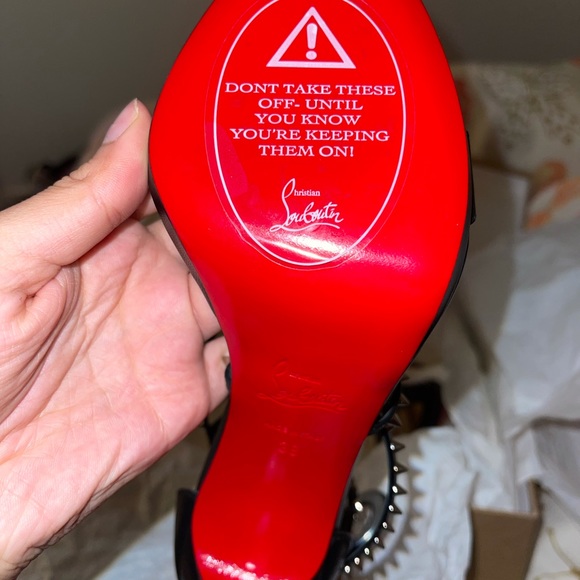 !
DONT TAKE THESE
OFF- UNTIL
YOU KNOW
YOU'RE KEEPING
THEM ON!
Christian
Louboutin